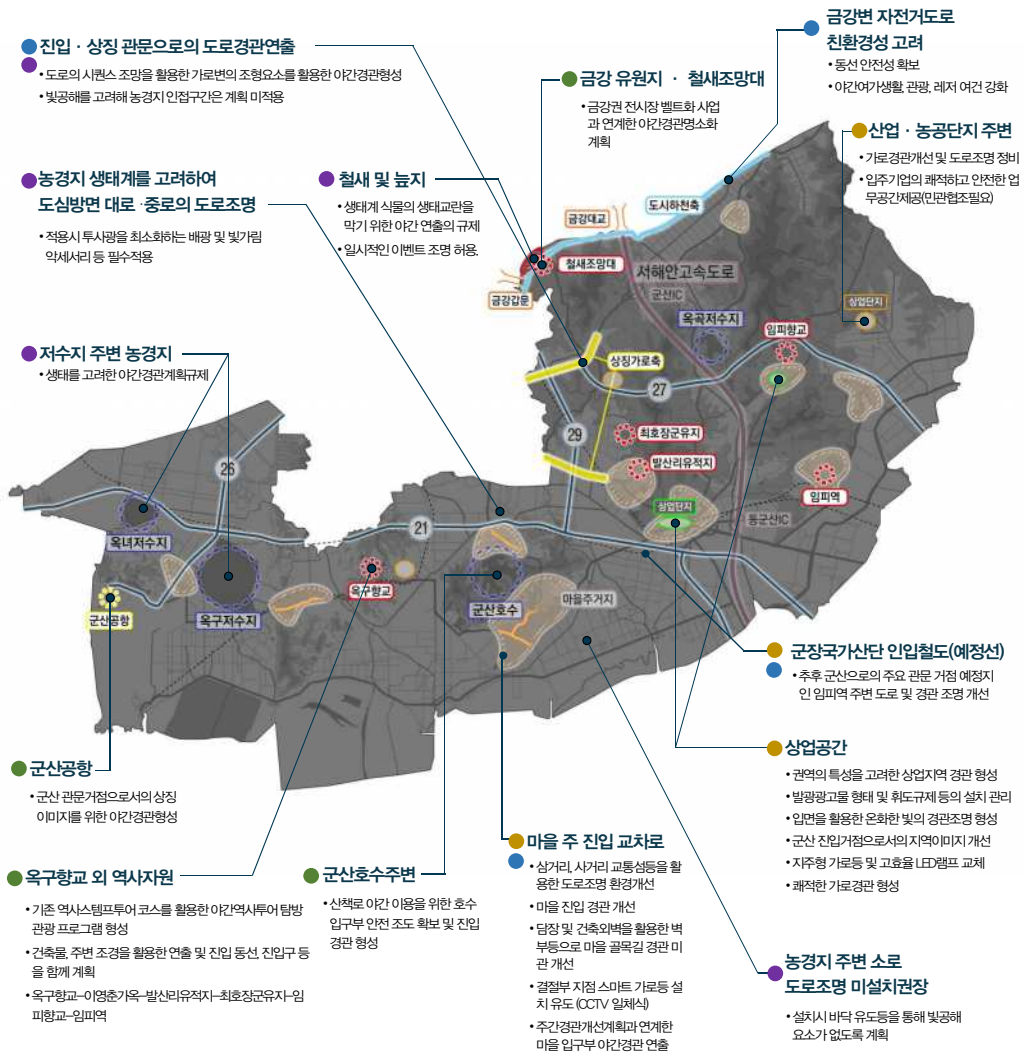 진입 · 상징 관문으로의 도로경관연출
• 도로의 시퀀스 조망을 활용한 가로변의 조형요소를 활용한 야간경관형성
• 빛공해를 고려해 농경지 인접구간은 계획 미적용
금강 유원지 · 철새조망대
• 금강권 전시장 벨트화 사업
과 연계한 야간경관명소화
계획
금강변 자전거도로
친환경성 고려
• 동선 안전성 확보
• 야간여가생활, 관광, 레저 여건 강화
산업 · 농공단지 주변
• 가로경관개선 및 도로조명 정비
• 입주기업의 쾌적하고 안전한 업
무공간제공(민관협조필요)
농경지 생태계를 고려하여
도심방면 대로 · 중로의 도로조명
• 적용시 투사광을 최소화하는 배광 및 빛가림
악세서리 등 필수적용
철새 및 늪지
• 생태계 식물의 생태교란을
막기 위한 야간 연출의 규제
• 일시적인 이벤트 조명 허용.
저수지 주변 농경지
• 생태를 고려한 야간경관계획규제
도시하천축
금강대교
철새조망대
금강갑문
서해안고속도로
군산IC
옥곡저수지
상업단지
임피향교
상징가로축
27
29
최호장군유지
발산리유적지
임피역
상업단지
동군산IC
26
21
옥녀저수지
옥구저수지
군산공항
옥구향교
군산호수
마을주거지
군장국가산단 인입철도(예정선)
• 추후 군산으로의 주요 관문 거점 예정지
인 임피역 주변 도로 및 경관 조명 개선
상업공간
• 권역의 특성을 고려한 상업지역 경관 형성
• 발광광고물 형태 및 휘도규제 등의 설치 관리
• 입면을 활용한 온화한 빛의 경관조명 형성
• 군산 진입거점으로서의 지역이미지 개선
• 지주형 가로등 및 고효율 LED램프 교체
• 쾌적한 가로경관 형성
군산공항
• 군산 관문거점으로서의 상징
이미지를 위한 야간경관형성
옥구향교 외 역사자원
• 기존 역사스템프투어 코스를 활용한 야간역사투어 탐방
관광 프로그램 형성
• 건축물, 주변 조경을 활용한 연출 및 진입 동선, 진입구 등
을 함께 계획
• 옥구향교–이영춘가옥–발산리유적지–최호장군유지–임
피향교–임피역
군산호수주변
• 산책로 야간 이용을 위한 호수
입구부 안전 조도 확보 및 진입
경관 형성
마을 주 진입 교차로
• 삼거리, 사거리 교통섬등을 활
용한 도로조명 환경개선
• 마을 진입 경관 개선
• 담장 및 건축외벽을 활용한 벽
부등으로 마을 골목길 경관 미
관 개선
• 결절부 지점 스마트 가로등 설
치 유도 (CCTV 일체식)
• 주간경관개선계획과 연계한
마을 입구부 야간경관 연출
농경지 주변 소로
도로조명 미설치권장
• 설치시 바닥 유도등을 통해 빛공해
요소가 없도록 계획